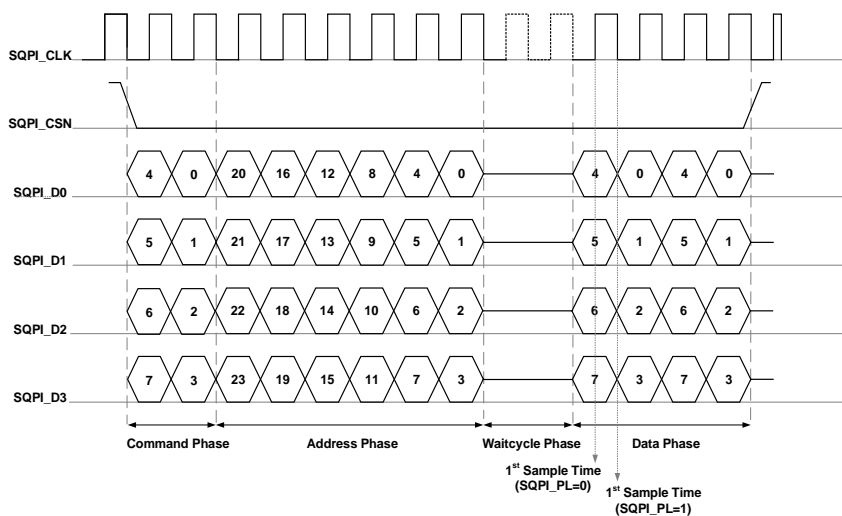 SQPI_CLK
SQPI_CSN
SQPI_D0 4 0 20 16 12 8 4 0 4 0 4 0
SQPI_D1 5 1 21 17 13 9 5 1 5 1 5 1
SQPI_D2 6 2 22 18 14 10 6 2 6 2 6 2
SQPI_D3 7 3 23 19 15 11 7 3 7 3 7 3
Command Phase Address Phase Waitcycle Phase Data Phase
1st Sample Time
(SQPI_PL=0)
1st Sample Time
(SQPI_PL=1)